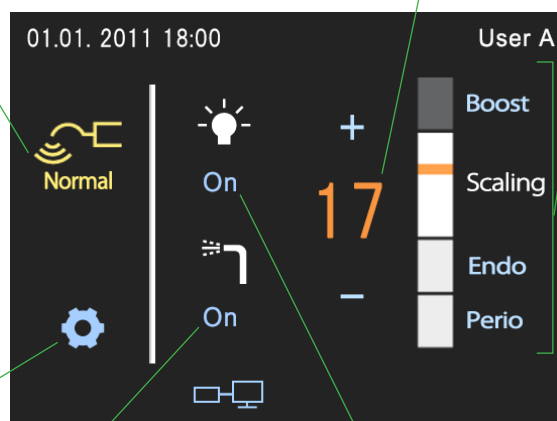 01.01. 2011 18:00
User A
Normal
On
On
+
17
−
Boost
Scaling
Endo
Perio